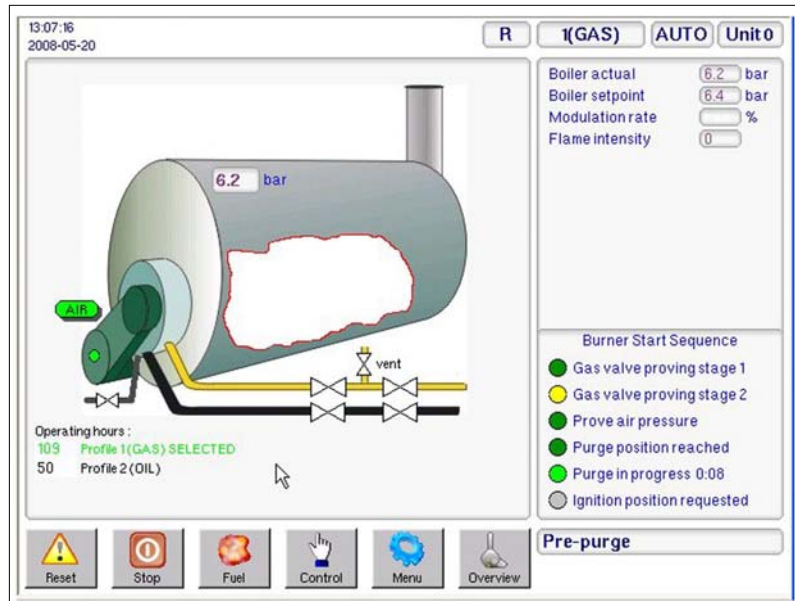 13:07:16
2008-05-20
R
1(GAS)
AUTO
Unit 0
Boiler actual 6.2 bar
Boiler setpoint 6.4 bar
Modulation rate %
Flame intensity 0
6.2 bar
AIR
vent
Operating hours :
109 Profile 1(GAS) SELECTED
50 Profile 2 (OIL)
Burner Start Sequence
Gas valve proving stage 1
Gas valve proving stage 2
Prove air pressure
Purge position reached
Purge in progress 0:08
Ignition position requested
Reset
Stop
Fuel
Control
Menu
Overview
Pre-purge